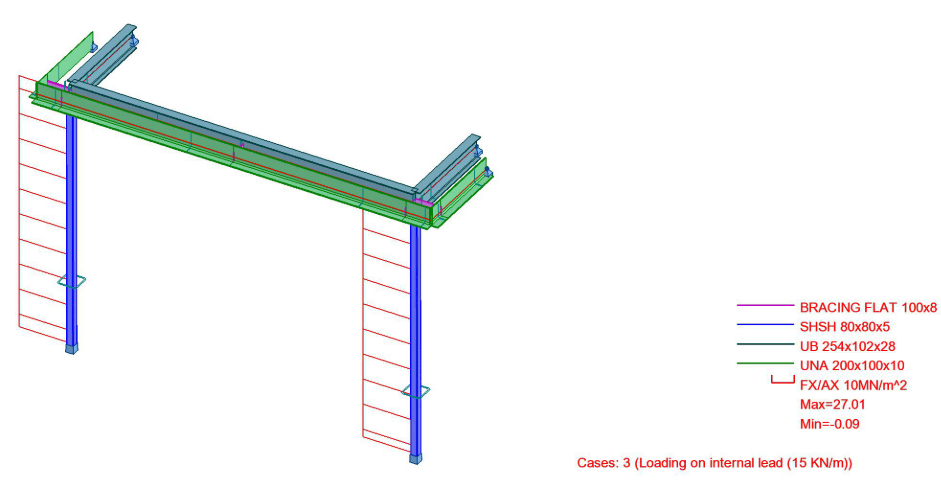 BRACING FLAT 100x8
SHSH 80x80x5
UB 254x102x28
UNA 200x100x10
FX/AX 10MN/m^2
Max=27.01
Min=-0.09
Cases: 3 (Loading on internal lead (15 KN/m))